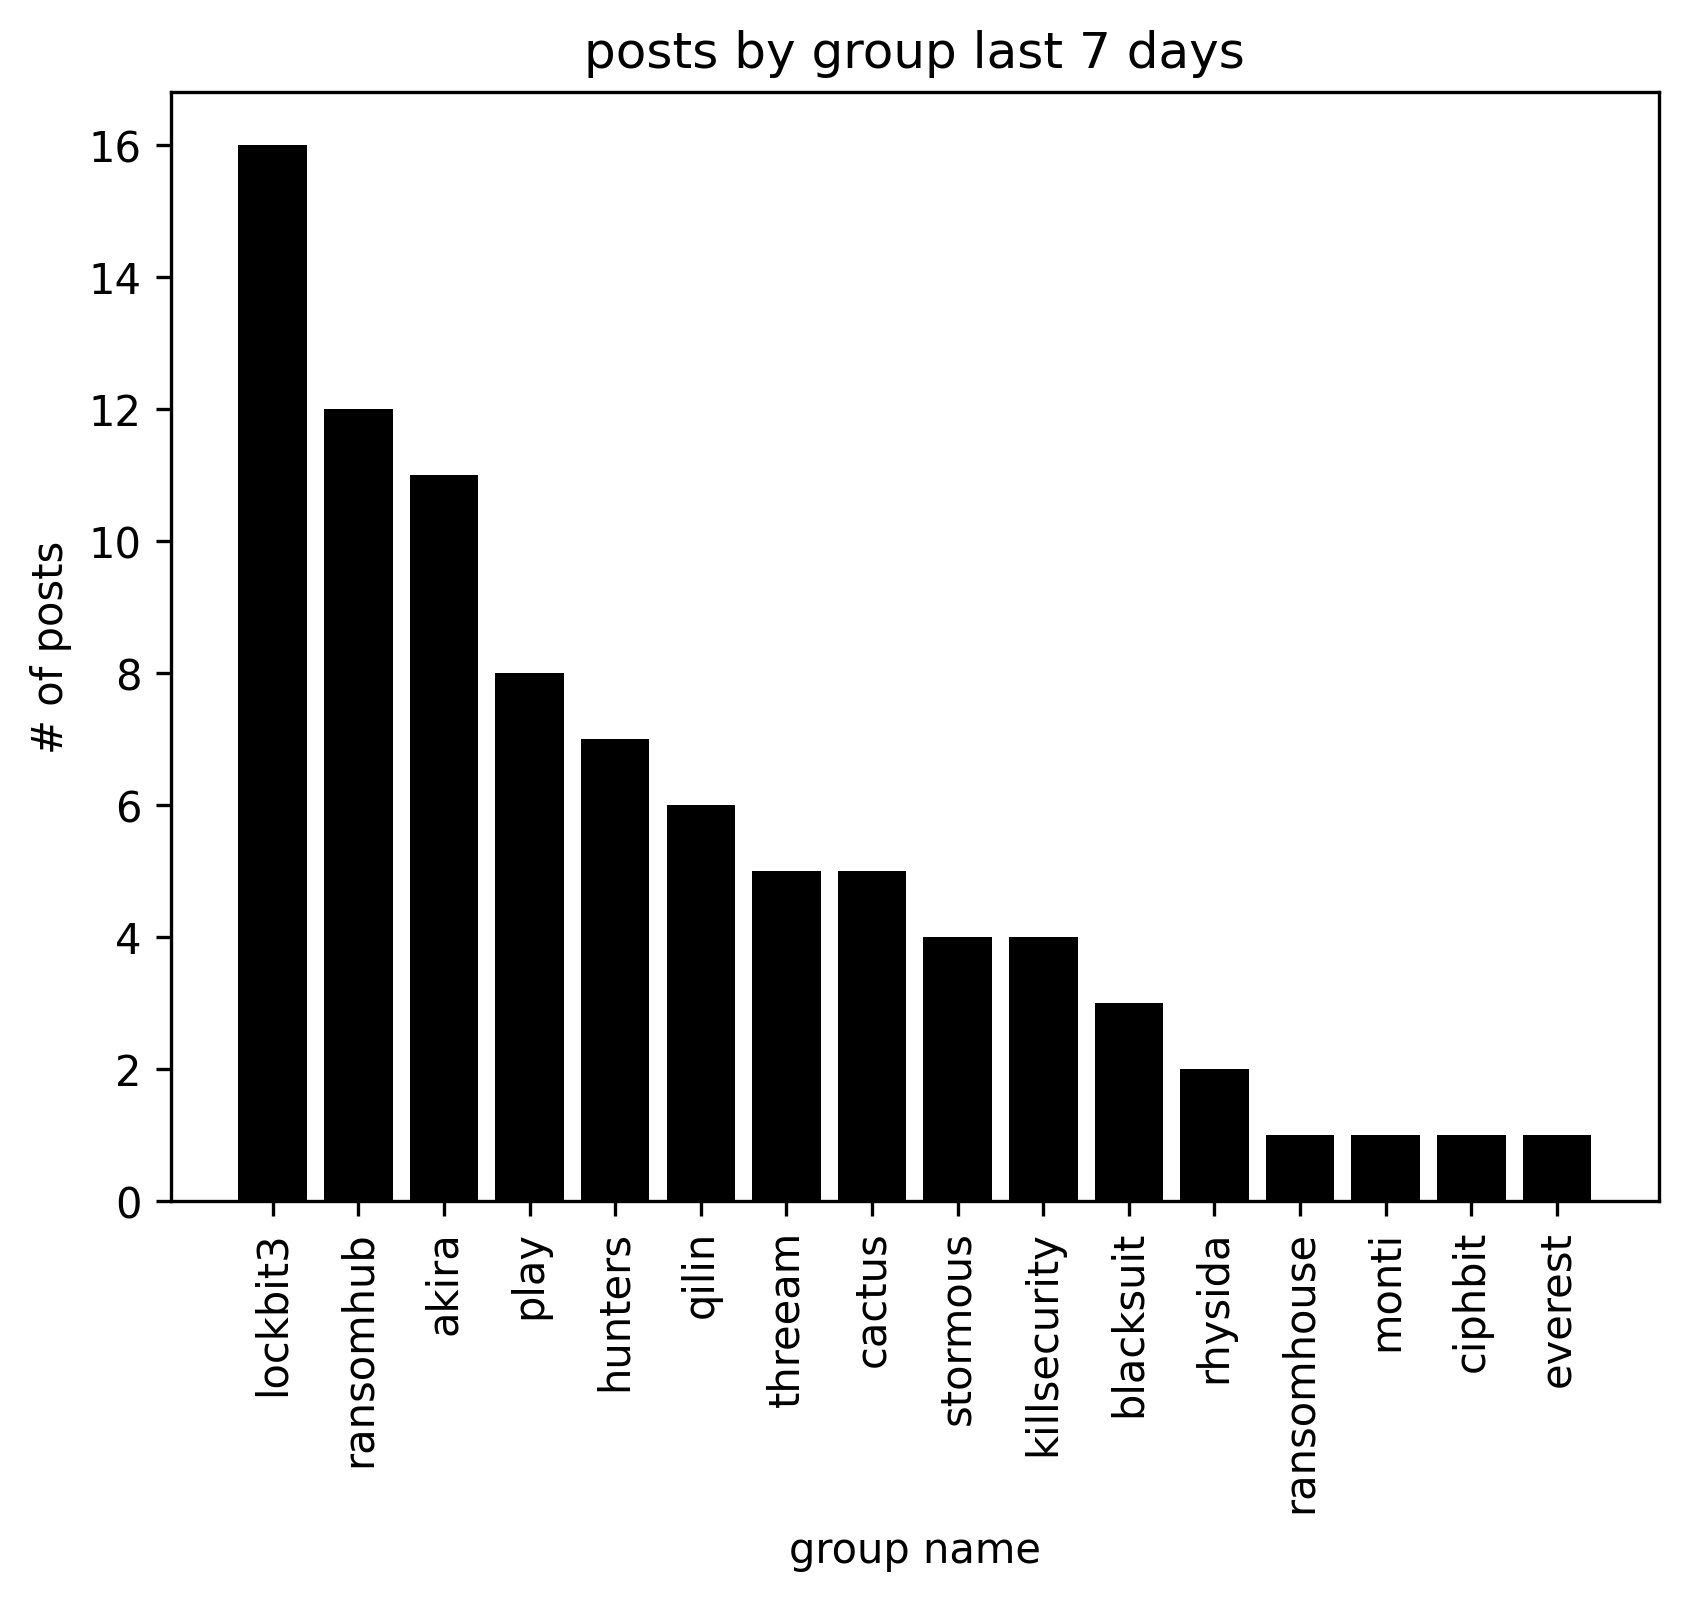 posts by group last 7 days
16
14
12
10
8
6
4
2
0
# of posts
lockbit3
ransomhub
akira
play
hunters
qilin
threeam
cactus
stormous
killsecurity
blacksuit
rhysida
ransomhouse
monti
ciphbit
everest
group name